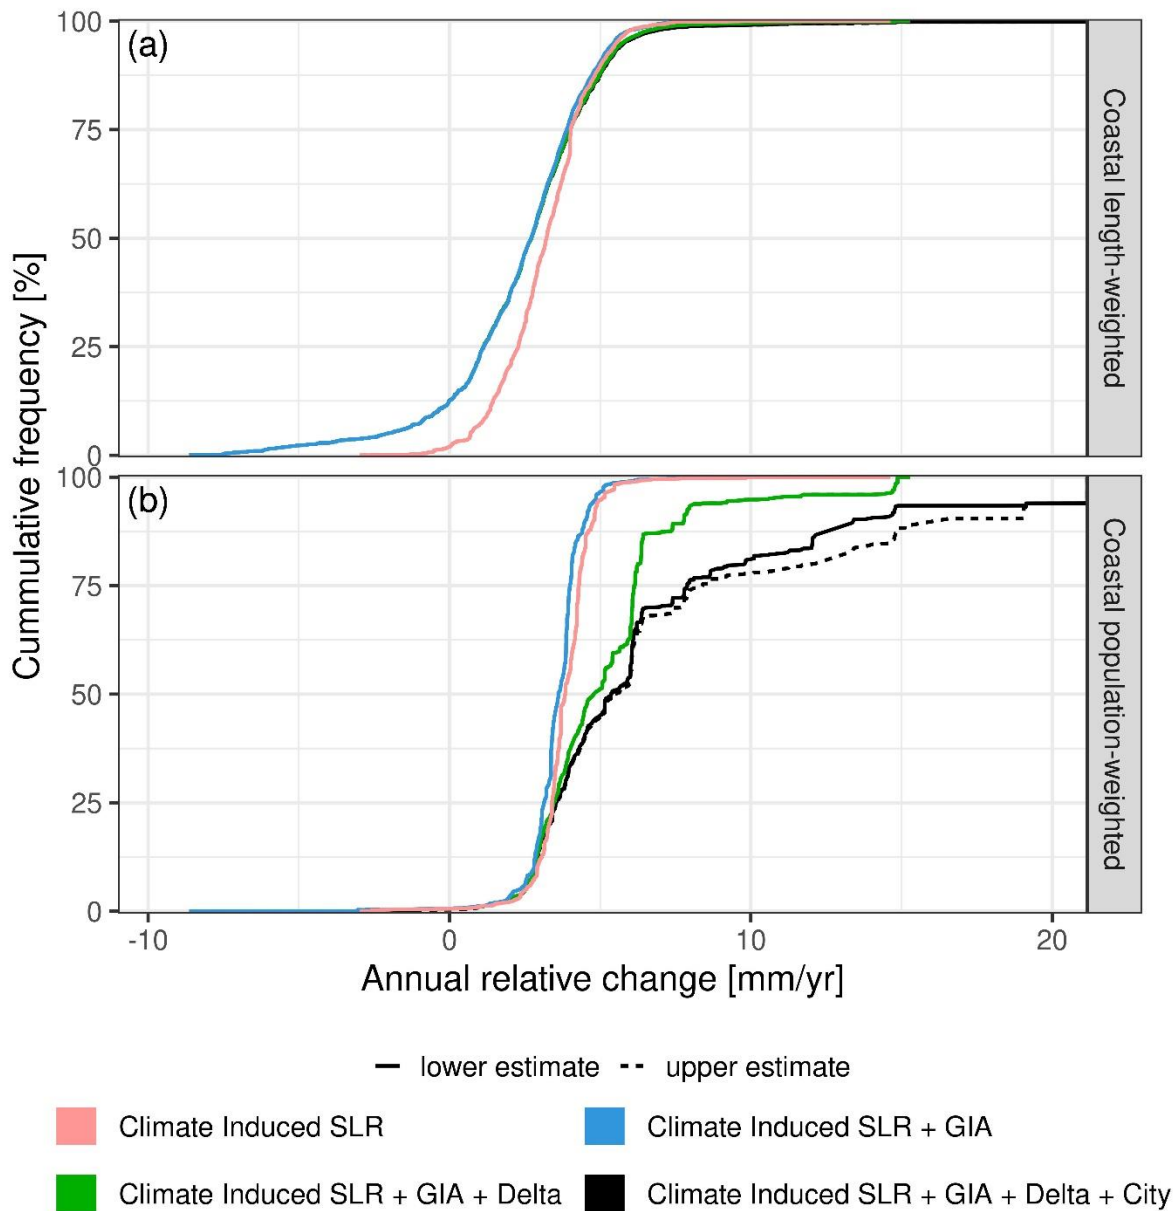 100
(a)
75
50
25
0
Coastal length-weighted
100
(b)
75
50
25
0
Coastal population-weighted
Cummulative frequency [%]
-10 0 10 20
Annual relative change [mm/yr]
lower estimate upper estimate
Climate Induced SLR Climate Induced SLR + GIA
Climate Induced SLR + GIA + Delta Climate Induced SLR + GIA + Delta + City